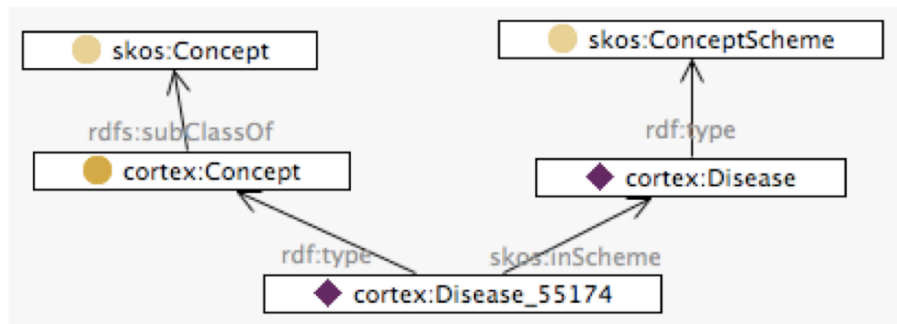 skos:Concept
skos:ConceptScheme
rdfs:subClassOf
rdf:type
cortex:Concept
cortex:Disease
rdf:type
skos:inScheme
cortex:Disease_55174